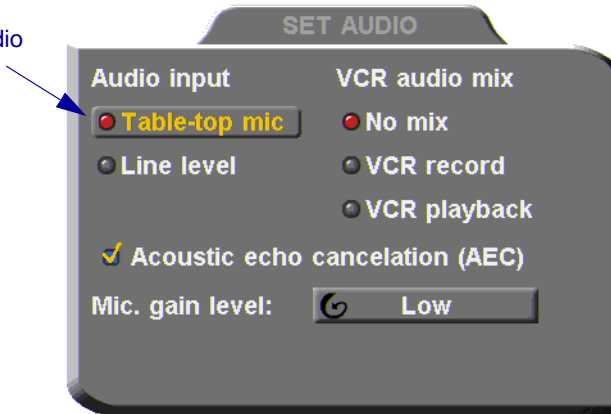 SET AUDIO
Audio input
VCR audio mix
Table-top mic
No mix
Line level
VCR record
VCR playback
Acoustic echo cancelation (AEC)
Mic. gain level:
Low